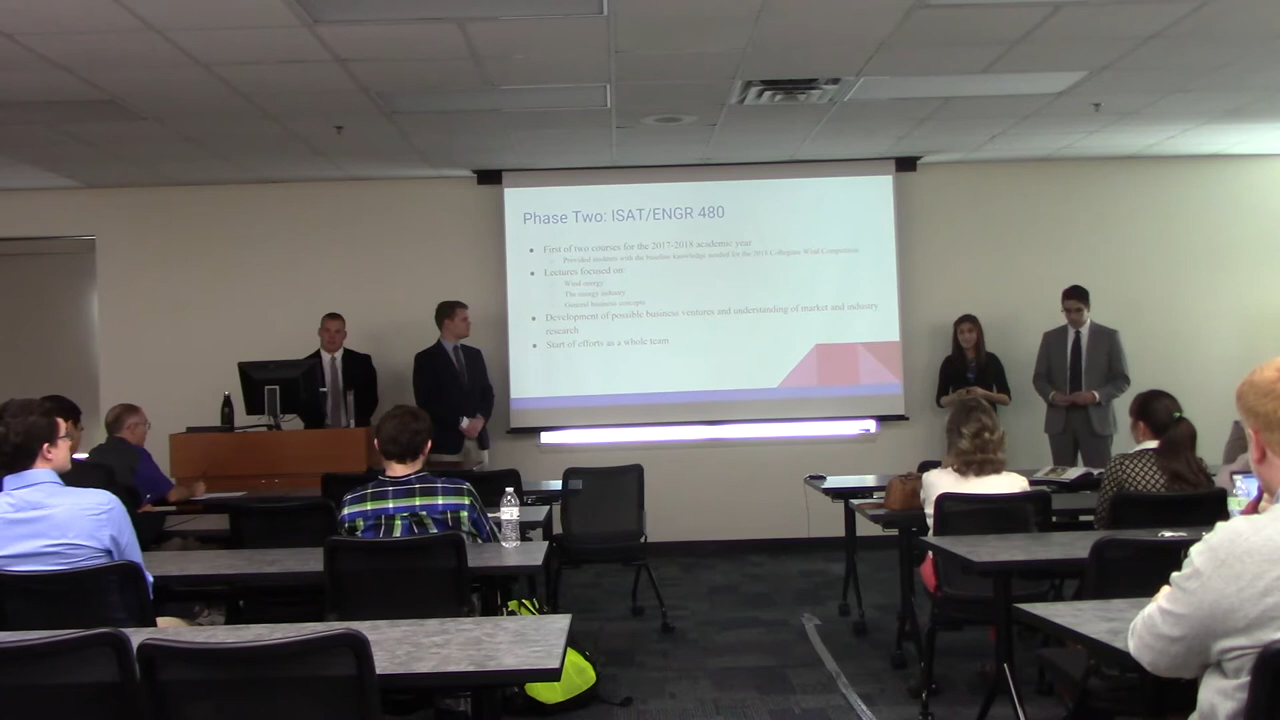 Phase Two: ISAT/ENGR 480
First of two courses for the 2017-2018 academic year
Provided students with the baseline knowledge needed for the 2018 Collegiate Wind Competition
Lectures focused on:
Wind energy
The energy industry
General business concepts
Development of possible business ventures and understanding of market and industry
research
Start of efforts as a whole team